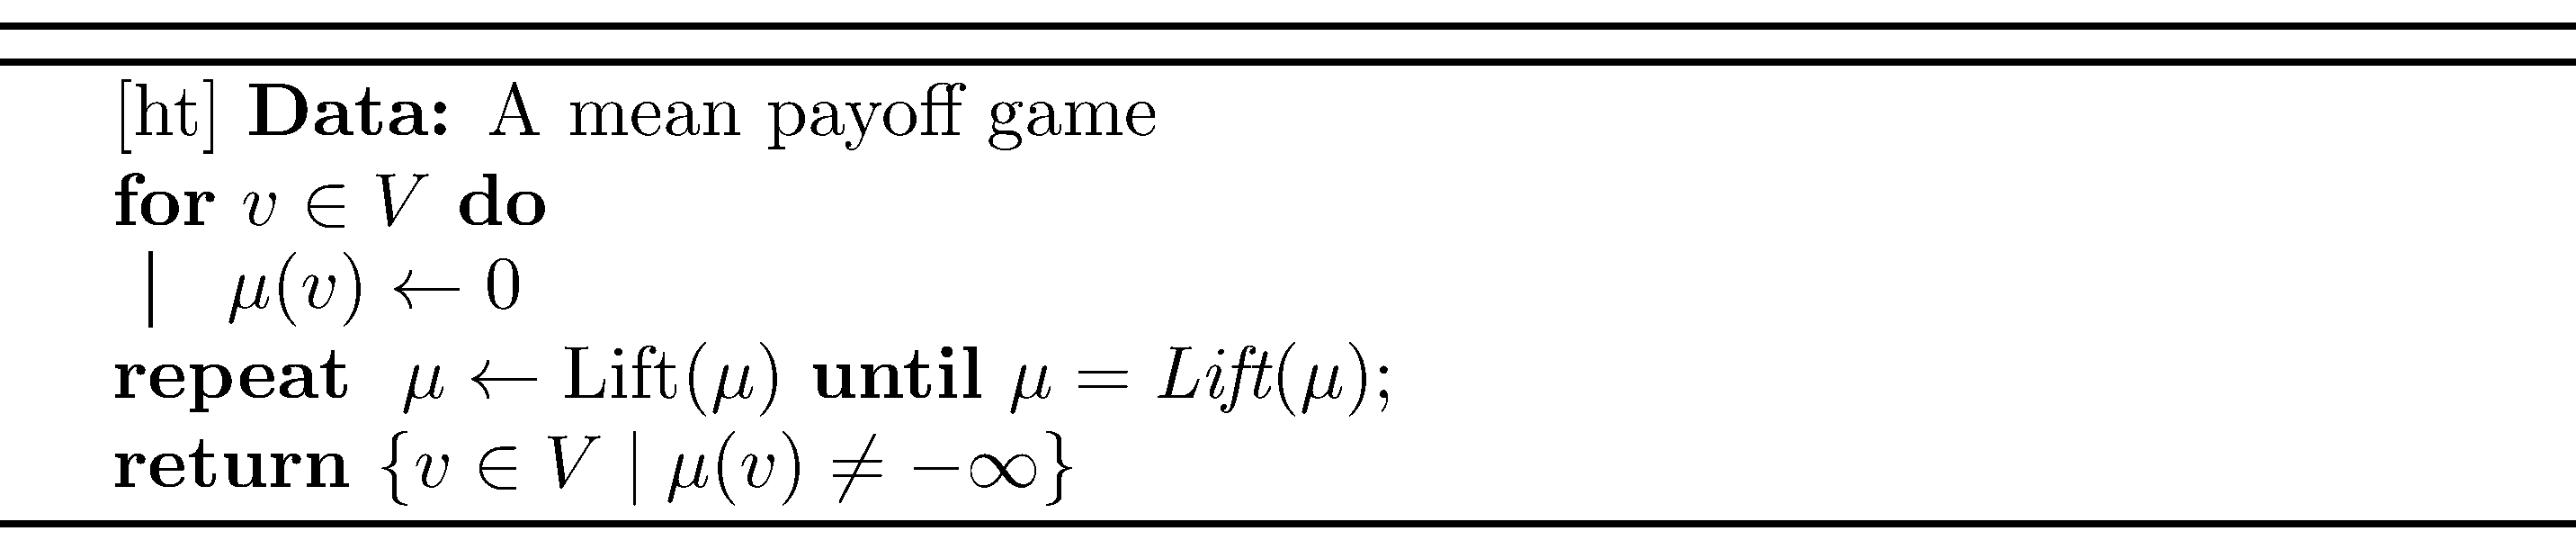 [ht] Data: A mean payoff game
for v ∈ V do
| μ(v) ← 0
repeat μ ← Lift(μ) until μ = Lift(μ);
return {v ∈ V | μ(v) ≠ −∞}